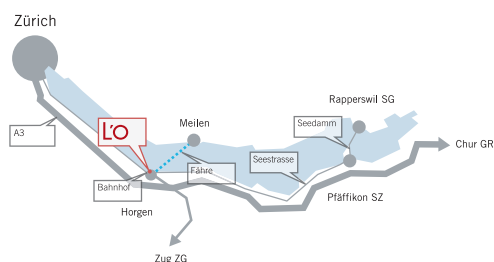 Zürich
Rapperswil SG
Seedamm
Meilen
L'O
A3
Chur GR
Seestrasse
Fähre
Bahnhof
Pfäffikon SZ
Horgen
Zug ZG